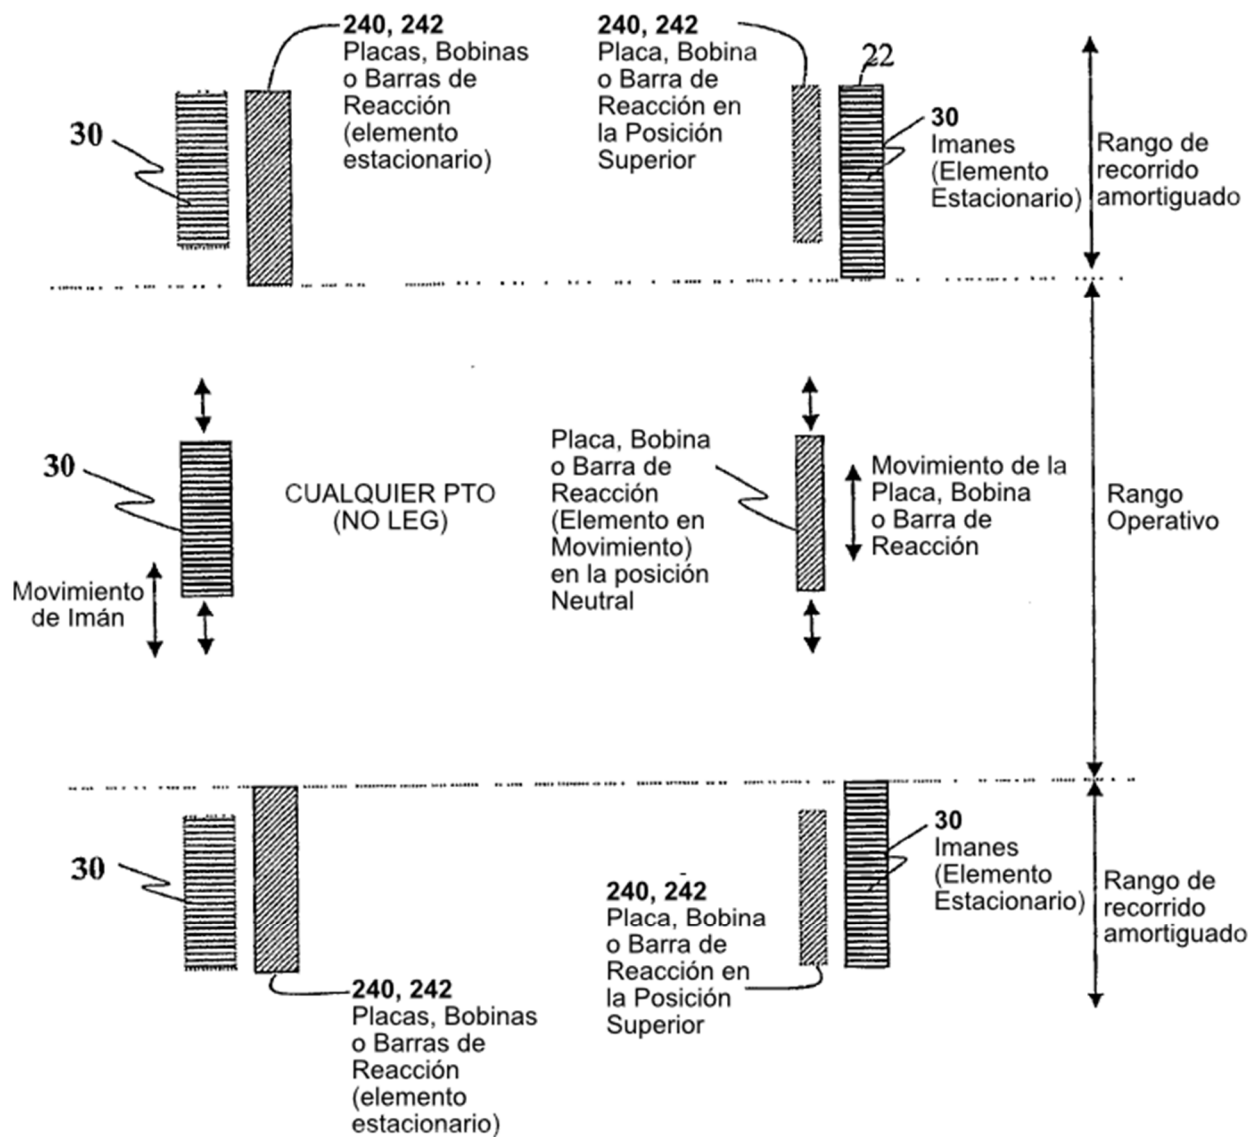 240, 242
Placas, Bobinas
o Barras de
Reacción
(elemento
estacionario)
30
240, 242
Placa, Bobina
o Barra de
Reacción en
la Posición
Superior
22
30
Imanes
(Elemento
Estacionario)
Rango de
recorrido
amortiguado
30
Movimiento
de Imán
CUALQUIER PTO
(NO LEG)
Placa, Bobina
o Barra de
Reacción
(Elemento en
Movimiento)
en la posición
Neutral
Movimiento de la
Placa, Bobina
o Barra de
Reacción
Rango
Operativo
30
240, 242
Placas, Bobinas
o Barras de
Reacción
(elemento
estacionario)
240, 242
Placa, Bobina
o Barra de
Reacción en
la Posición
Superior
30
Imanes
(Elemento
Estacionario)
Rango de
recorrido
amortiguado